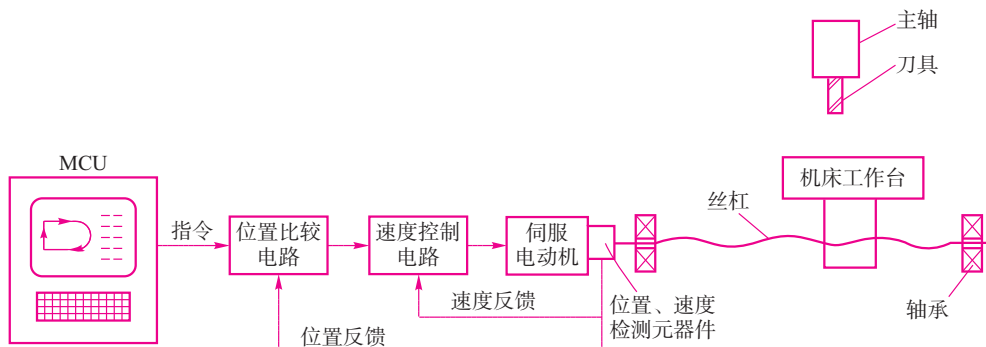 主轴
刀具
MCU
机床工作台
丝杠
指令
位置比较
电路
速度控制
电路
伺服
电动机
速度反馈
位置、速度
检测元器件
轴承
位置反馈